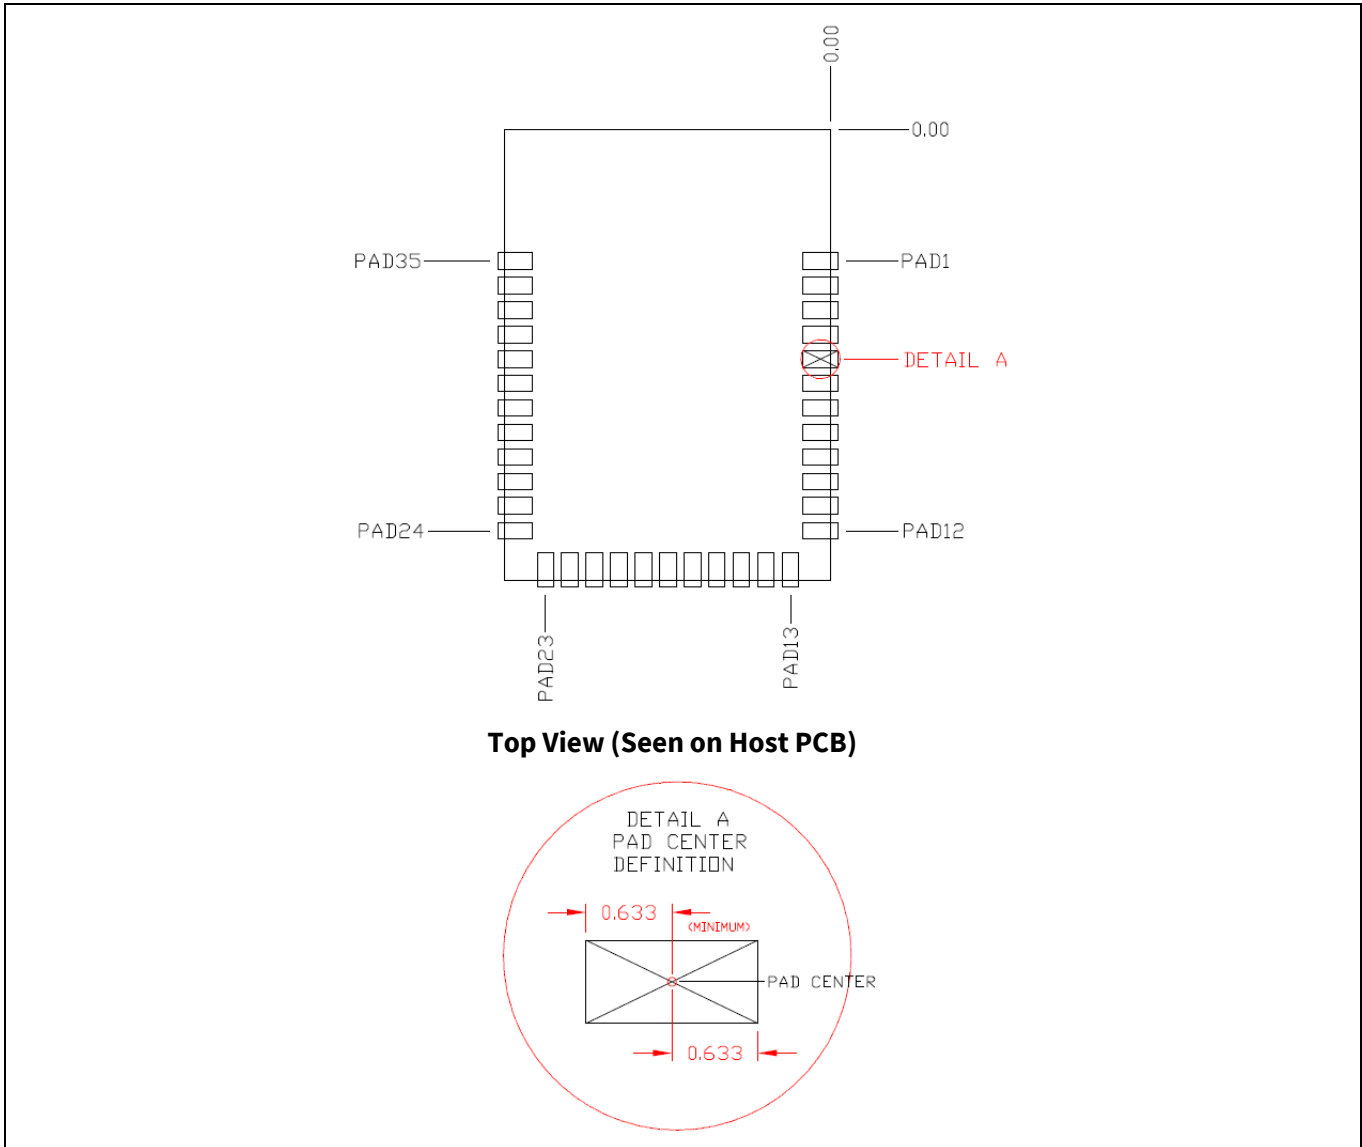 0.00
0.00
PAD35
PAD1
DETAIL A
PAD24
PAD12
PAD23
PAD13
Top View (Seen on Host PCB)
DETAIL A
PAD CENTER
DEFINITION
0.633
(MINIMUM)
PAD CENTER
0.633